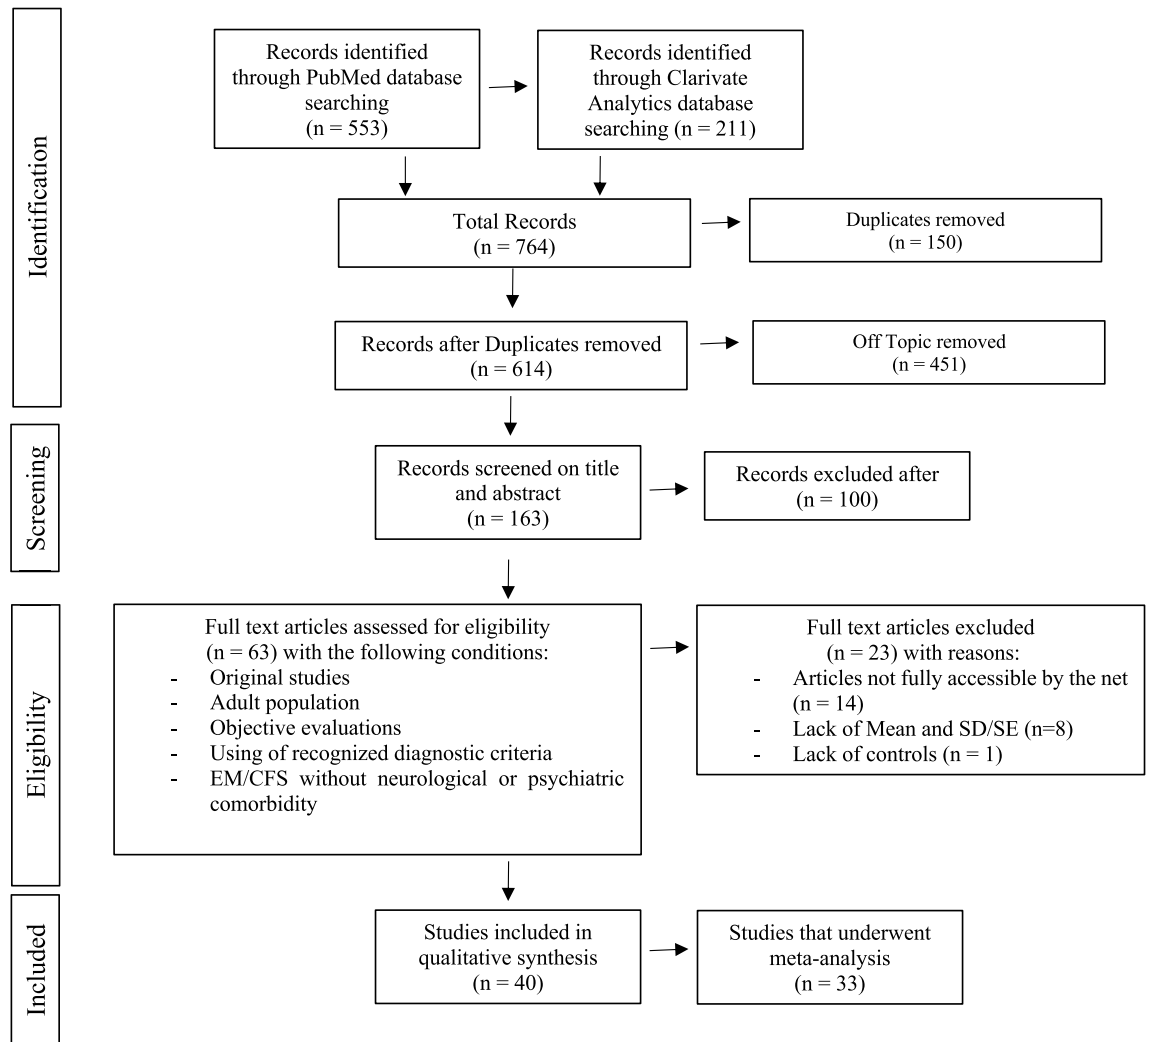 Identification
Records identified
through PubMed database
searching
(n = 553)
Records identified
through Clarivate
Analytics database
searching (n = 211)
Total Records
(n = 764)
Duplicates removed
(n = 150)
Records after Duplicates removed
(n = 614)
Off Topic removed
(n = 451)
Screening
Records screened on title
and abstract
(n = 163)
Records excluded after
(n = 100)
Eligibility
Full text articles assessed for eligibility
(n = 63) with the following conditions:
- Original studies
- Adult population
- Objective evaluations
- Using of recognized diagnostic criteria
- EM/CFS without neurological or psychiatric
comorbidity
Full text articles excluded
(n = 23) with reasons:
- Articles not fully accessible by the net
(n = 14)
- Lack of Mean and SD/SE (n=8)
- Lack of controls (n = 1)
Included
Studies included in
qualitative synthesis
(n = 40)
Studies that underwent
meta-analysis
(n = 33)